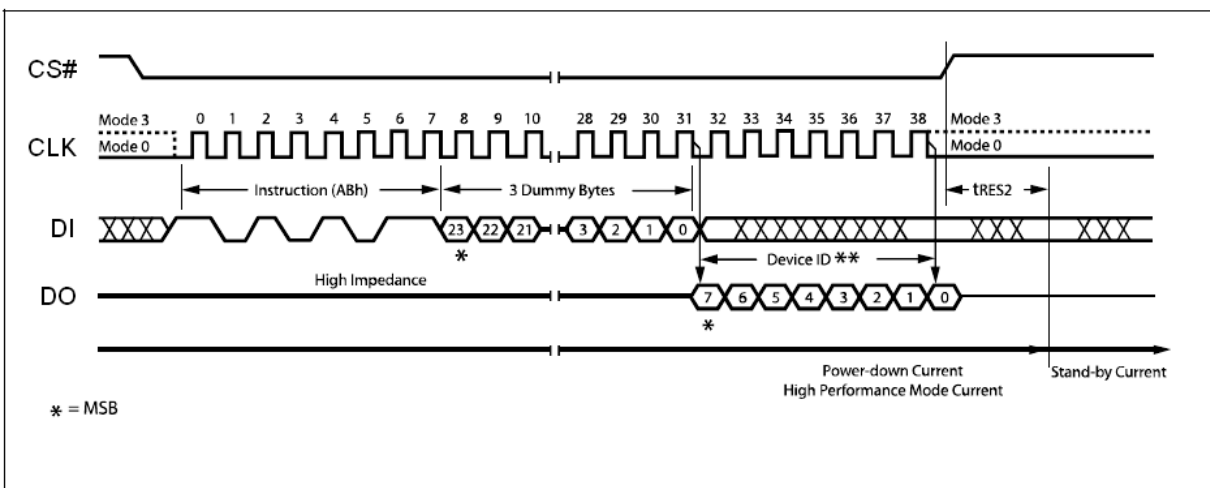 CS#
Mode 3
0 1 2 3 4 5 6 7 8 9 10 28 29 30 31 32 33 34 35 36 37 38
Mode 3
CLK
Mode 0
Mode 0
Instruction (ABh)
3 Dummy Bytes
tRES2
DI
23 22 21 3 2 1 0
*
Device ID **
High Impedance
DO
7 6 5 4 3 2 1 0
*
Power-down Current
Stand-by Current
High Performance Mode Current
* = MSB